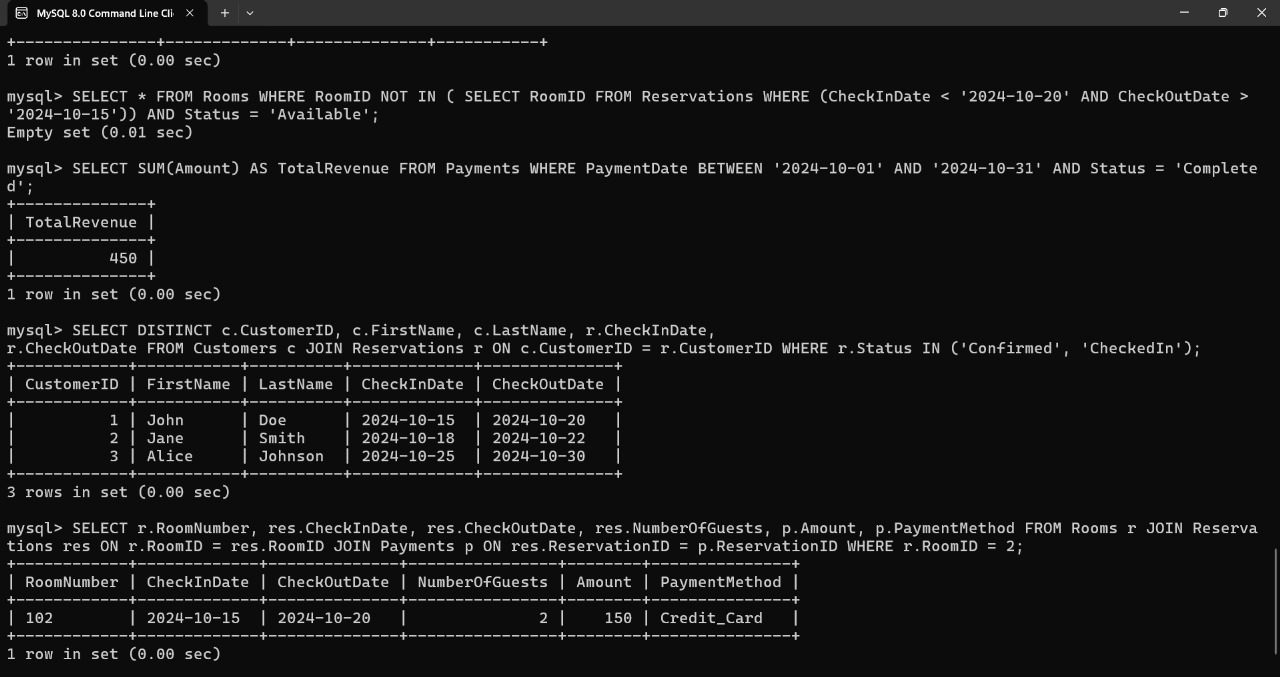 MySQL 8.0 Command Line Cli
+---------------+-------------+--------------+-----------+
1 row in set (0.00 sec)
mysql> SELECT * FROM Rooms WHERE RoomID NOT IN ( SELECT RoomID FROM Reservations WHERE (CheckInDate < '2024-10-20' AND CheckOutDate >
'2024-10-15')) AND Status = 'Available';
Empty set (0.01 sec)
mysql> SELECT SUM(Amount) AS TotalRevenue FROM Payments WHERE PaymentDate BETWEEN '2024-10-01' AND '2024-10-31' AND Status = 'Complete
d';
+--------------+
| TotalRevenue |
+--------------+
|          450 |
+--------------+
1 row in set (0.00 sec)
mysql> SELECT DISTINCT c.CustomerID, c.FirstName, c.LastName, r.CheckInDate,
r.CheckOutDate FROM Customers c JOIN Reservations r ON c.CustomerID = r.CustomerID WHERE r.Status IN ('Confirmed', 'CheckedIn');
+------------+-----------+----------+-------------+--------------+
| CustomerID | FirstName | LastName | CheckInDate | CheckOutDate |
+------------+-----------+----------+-------------+--------------+
|          1 | John      | Doe      | 2024-10-15  | 2024-10-20   |
|          2 | Jane      | Smith    | 2024-10-18  | 2024-10-22   |
|          3 | Alice     | Johnson  | 2024-10-25  | 2024-10-30   |
+------------+-----------+----------+-------------+--------------+
3 rows in set (0.00 sec)
mysql> SELECT r.RoomNumber, res.CheckInDate, res.CheckOutDate, res.NumberOfGuests, p.Amount, p.PaymentMethod FROM Rooms r JOIN Reserva
tions res ON r.RoomID = res.RoomID JOIN Payments p ON res.ReservationID = p.ReservationID WHERE r.RoomID = 2;
+------------+-------------+--------------+----------------+--------+---------------+
| RoomNumber | CheckInDate | CheckOutDate | NumberOfGuests | Amount | PaymentMethod |
+------------+-------------+--------------+----------------+--------+---------------+
| 102        | 2024-10-15  | 2024-10-20   |              2 |    150 | Credit_Card   |
+------------+-------------+--------------+----------------+--------+---------------+
1 row in set (0.00 sec)